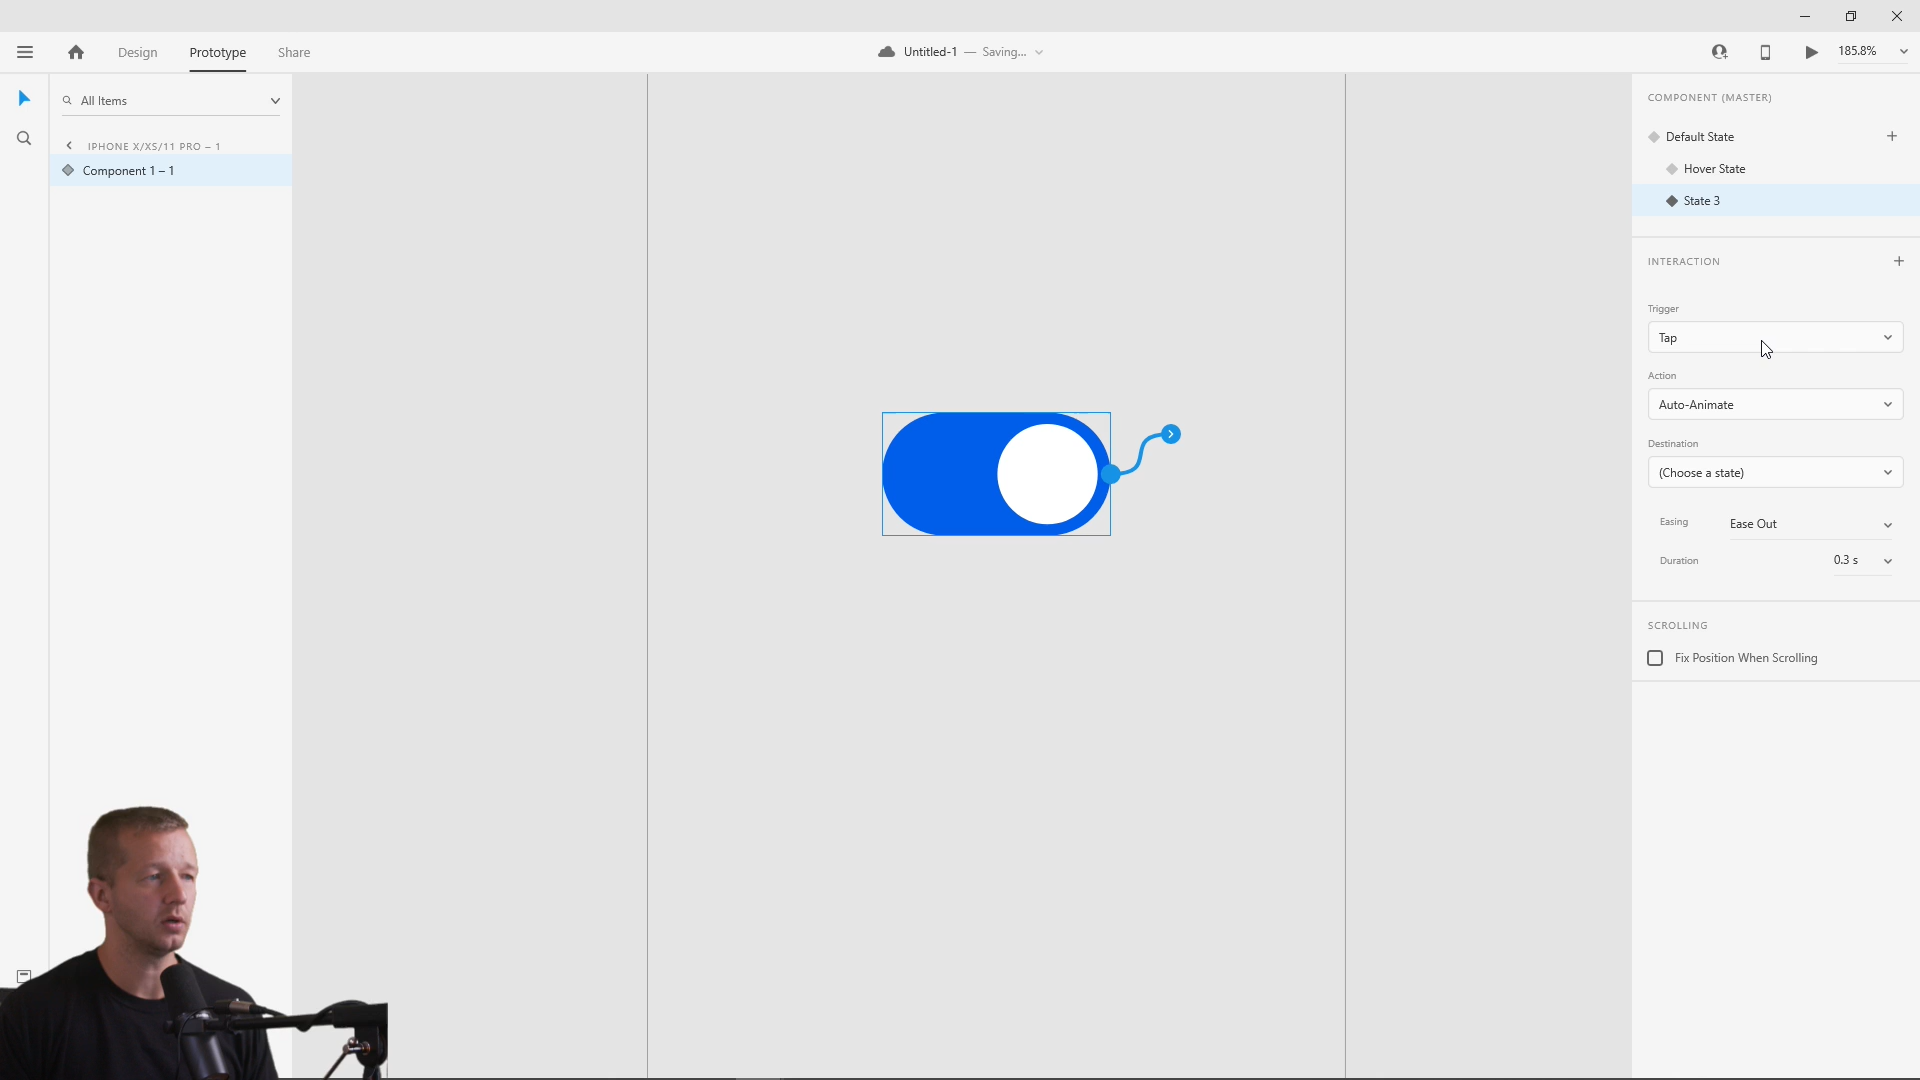 Design
Prototype
Share
Untitled-1 — Saving...
185.8%
All Items
IPHONE X/XS/11 PRO – 1
Component 1 – 1
COMPONENT (MASTER)
Default State
Hover State
State 3
INTERACTION
Trigger
Tap
Action
Auto-Animate
Destination
(Choose a state)
Easing
Ease Out
Duration
0.3 s
SCROLLING
Fix Position When Scrolling